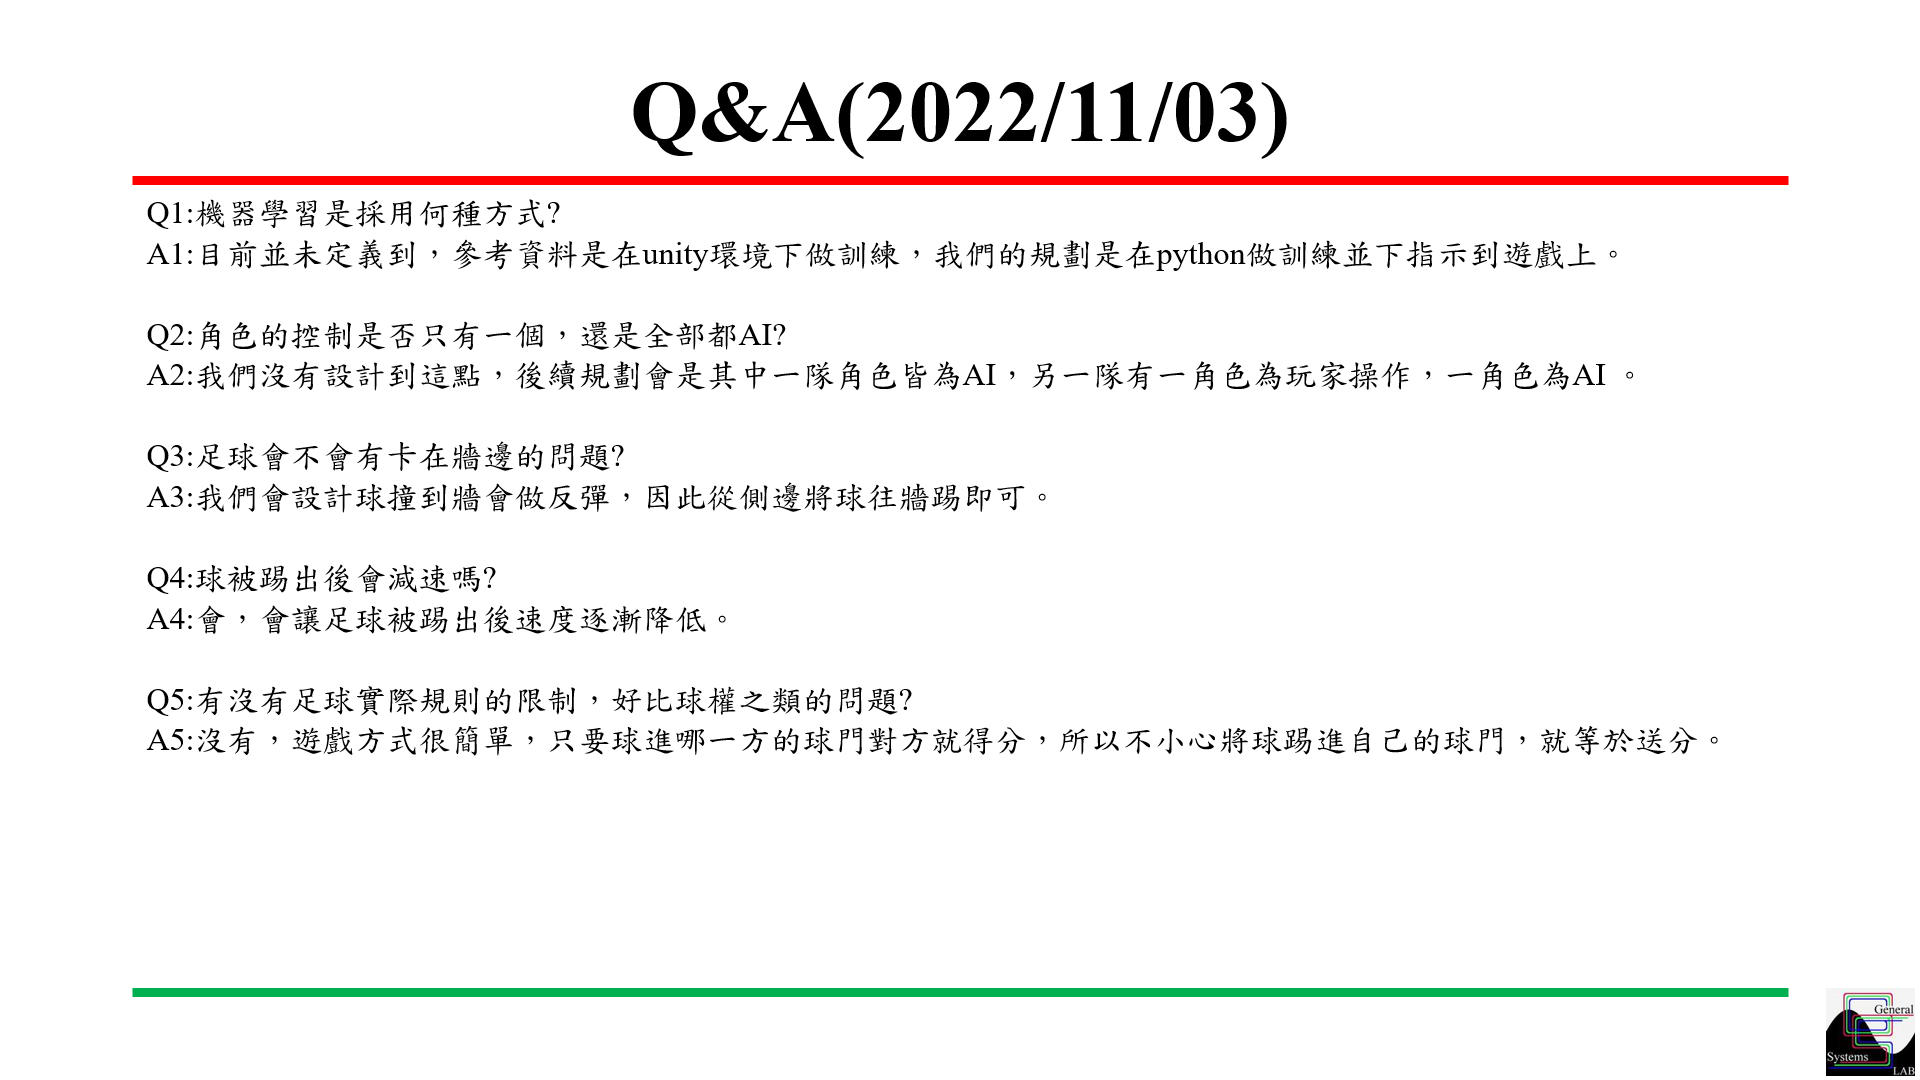 Q&A(2022/11/03)
Q1:機器學習是採用何種方式?
A1:目前並未定義到，參考資料是在unity環境下做訓練，我們的規劃是在python做訓練並下指示到遊戲上。
Q2:角色的控制是否只有一個，還是全部都AI?
A2:我們沒有設計到這點，後續規劃會是其中一隊角色皆為AI，另一隊有一角色為玩家操作，一角色為AI 。
Q3:足球會不會有卡在牆邊的問題?
A3:我們會設計球撞到牆會做反彈，因此從側邊將球往牆踢即可。
Q4:球被踢出後會減速嗎?
A4:會，會讓足球被踢出後速度逐漸降低。
Q5:有沒有足球實際規則的限制，好比球權之類的問題?
A5:沒有，遊戲方式很簡單，只要球進哪一方的球門對方就得分，所以不小心將球踢進自己的球門，就等於送分。
General
Systems
LAB